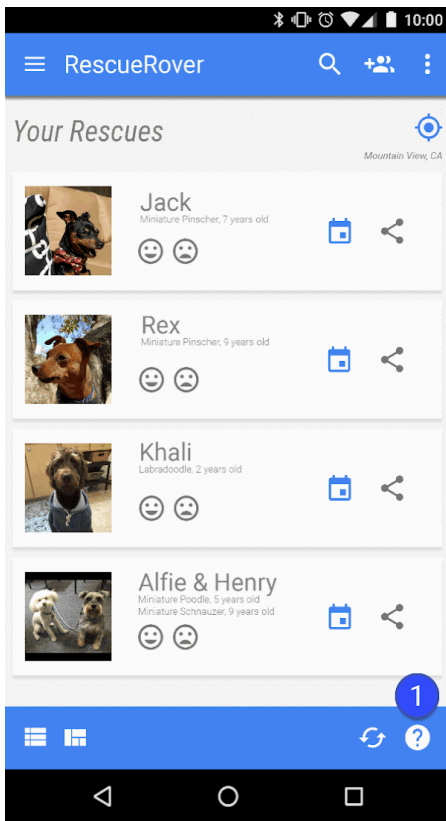 10:00
RescueRover
Your Rescues
Mountain View, CA
Jack
Miniature Pinscher, 7 years old
Rex
Miniature Pinscher, 9 years old
Khali
Labradoodle, 2 years old
Alfie & Henry
Miniature Poodle, 5 years old
Miniature Schnauzer, 9 years old
1
?